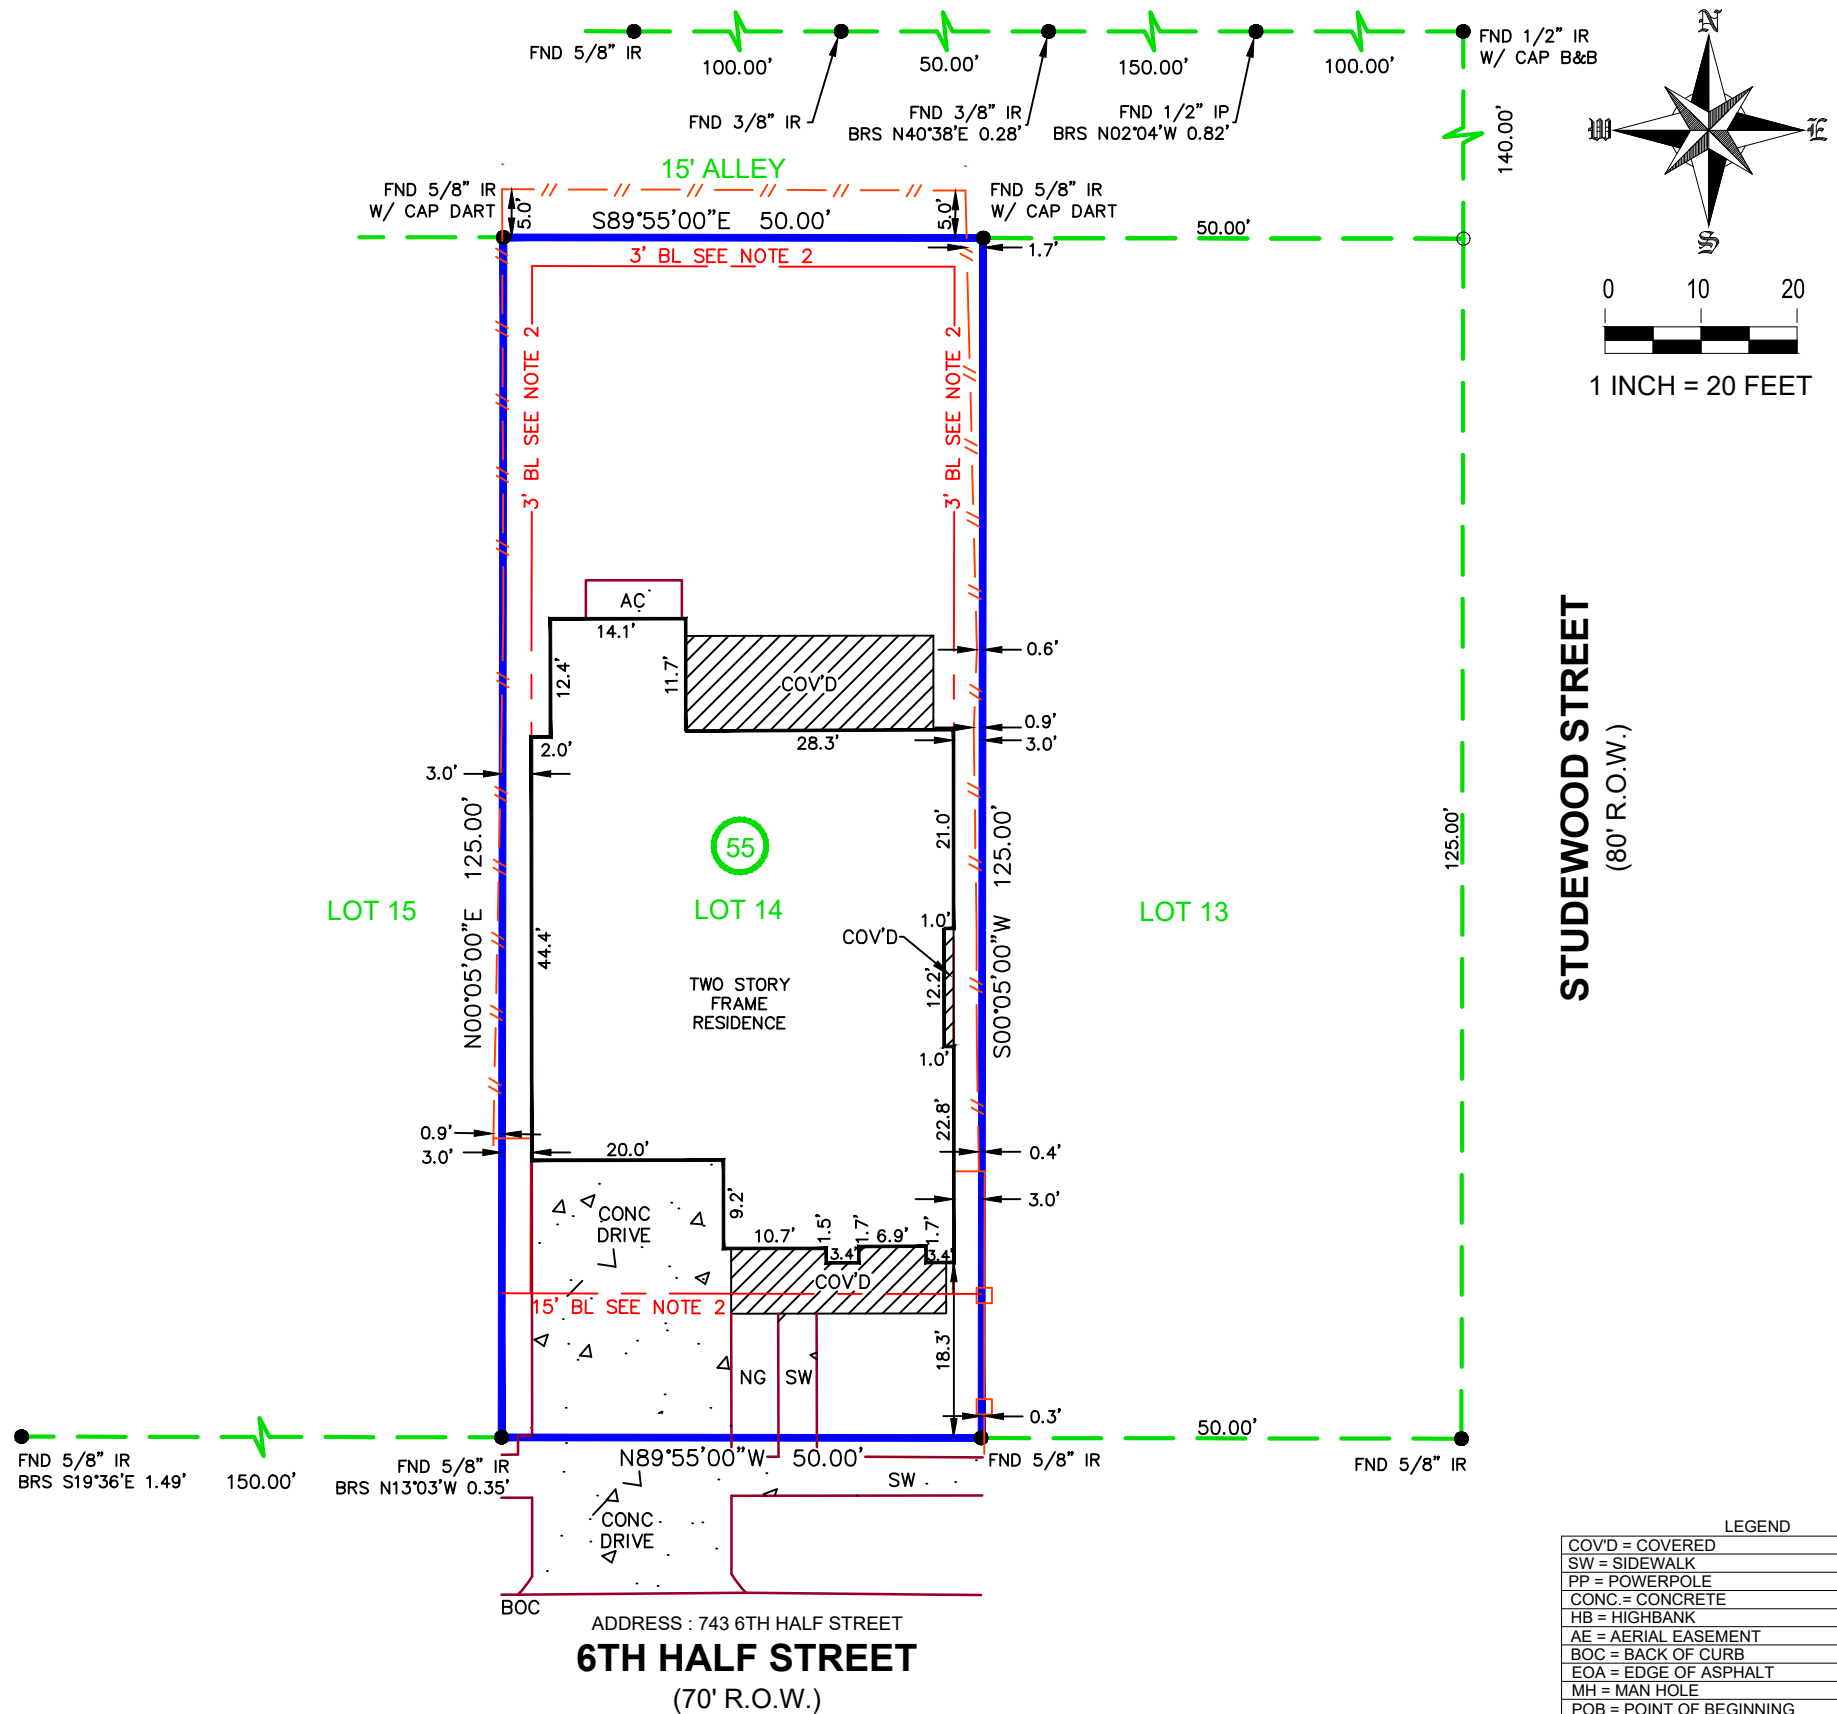 FND 5/8" IR
100.00'
50.00'
150.00'
100.00'
FND 1/2" IR
W/ CAP B&B
FND 3/8" IR
FND 3/8" IR
BRS N40°38'E 0.28'
FND 1/2" IP
BRS N02°04'W 0.82'
140.00'
N
W
E
S
0 10 20
1 INCH = 20 FEET
15' ALLEY
FND 5/8" IR
W/ CAP DART
5.0'
S89°55'00"E 50.00'
5.0'
FND 5/8" IR
W/ CAP DART
50.00'
1.7'
3' BL SEE NOTE 2
3' BL SEE NOTE 2
3' BL SEE NOTE 2
AC
14.1'
12.4'
11.7'
COV'D
0.6'
0.9'
3.0'
2.0'
28.3'
3.0'
N00°05'00"E 125.00'
55
21.0'
S00°05'00"W 125.00'
125.00'
STUDEWOOD STREET
(80' R.O.W.)
LOT 15
LOT 14
LOT 13
1.0'
COV'D
44.4'
12.2'
TWO STORY
FRAME
RESIDENCE
1.0'
22.8'
0.9'
3.0'
20.0'
0.4'
3.0'
CONC
DRIVE
9.2'
10.7'
1.5'
3.4'
1.7'
6.9'
1.7'
3.4'
COV'D
15' BL SEE NOTE 2
18.3'
NG
SW
0.3'
50.00'
FND 5/8" IR
BRS S19°36'E 1.49'
150.00'
FND 5/8" IR
BRS N13°03'W 0.35'
N89°55'00"W 50.00'
FND 5/8" IR
FND 5/8" IR
SW
CONC
DRIVE
BOC
ADDRESS : 743 6TH HALF STREET
6TH HALF STREET
(70' R.O.W.)
LEGEND
COV'D = COVERED
SW = SIDEWALK
PP = POWERPOLE
CONC.= CONCRETE
HB = HIGHBANK
AE = AERIAL EASEMENT
BOC = BACK OF CURB
EOA = EDGE OF ASPHALT
MH = MAN HOLE
POB = POINT OF BEGINNING